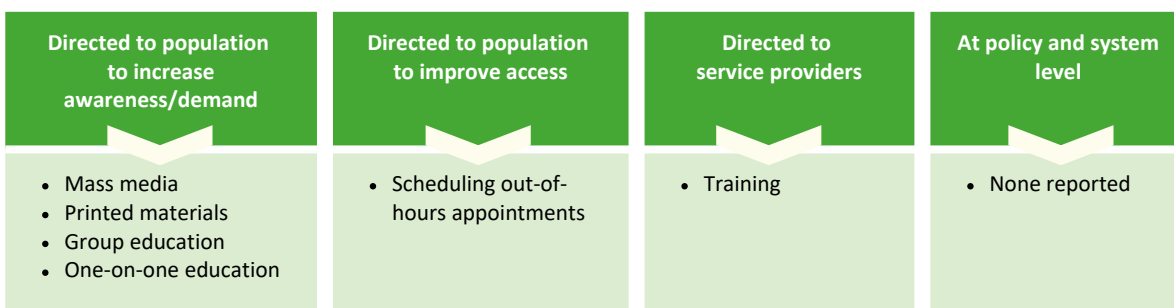 Directed to population
to increase
awareness/demand
• Mass media
• Printed materials
• Group education
• One-on-one education
Directed to population
to improve access
• Scheduling out-of-
hours appointments
Directed to
service providers
• Training
At policy and system
level
• None reported